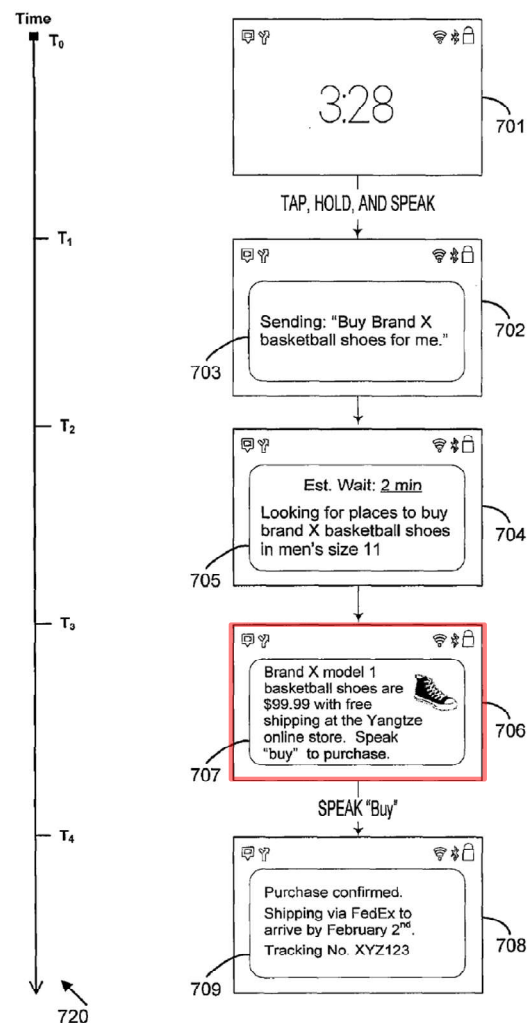 Time
T0
3:28
701
TAP, HOLD, AND SPEAK
T1
Sending: “Buy Brand X
basketball shoes for me.”
702
703
T2
Est. Wait: 2 min
Looking for places to buy
brand X basketball shoes
in men's size 11
704
705
T3
Brand X model 1
basketball shoes are
$99.99 with free
shipping at the Yangtze
online store. Speak
“buy” to purchase.
706
707
SPEAK “Buy”
T4
Purchase confirmed.
Shipping via FedEx to
arrive by February 2nd.
Tracking No. XYZ123
708
709
720